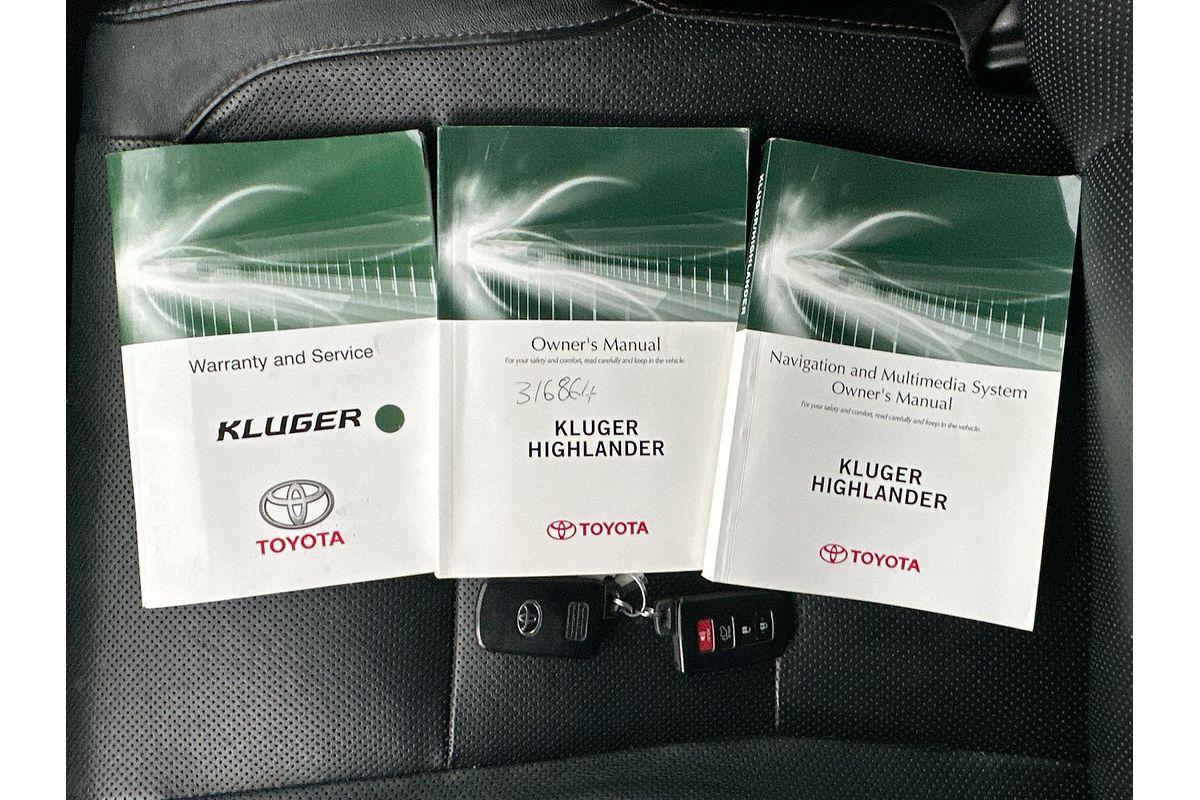 Warranty and Service
KLUGER
TOYOTA
Owner's Manual
For your safety and comfort, read carefully and keep in the vehicle.
316864
KLUGER
HIGHLANDER
TOYOTA
KLUGER/HIGHLANDER
Navigation and Multimedia System
Owner's Manual
For your safety and comfort, read carefully and keep in the vehicle.
KLUGER
HIGHLANDER
TOYOTA